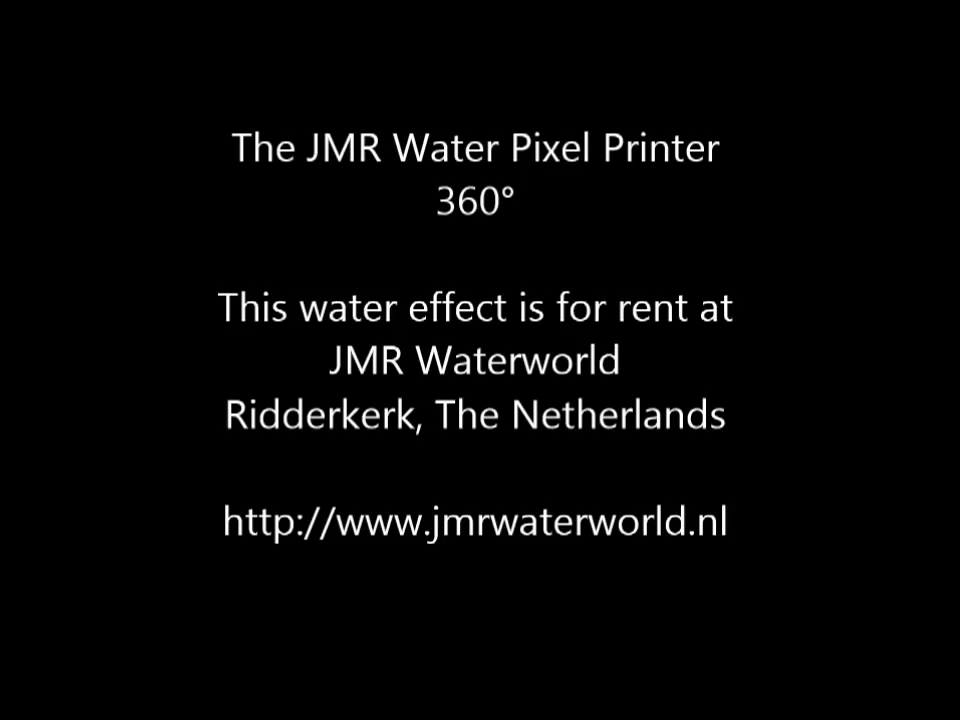 The JMR Water Pixel Printer
360°
This water effect is for rent at
JMR Waterworld
Ridderkerk, The Netherlands
http://www.jmrwaterworld.nl